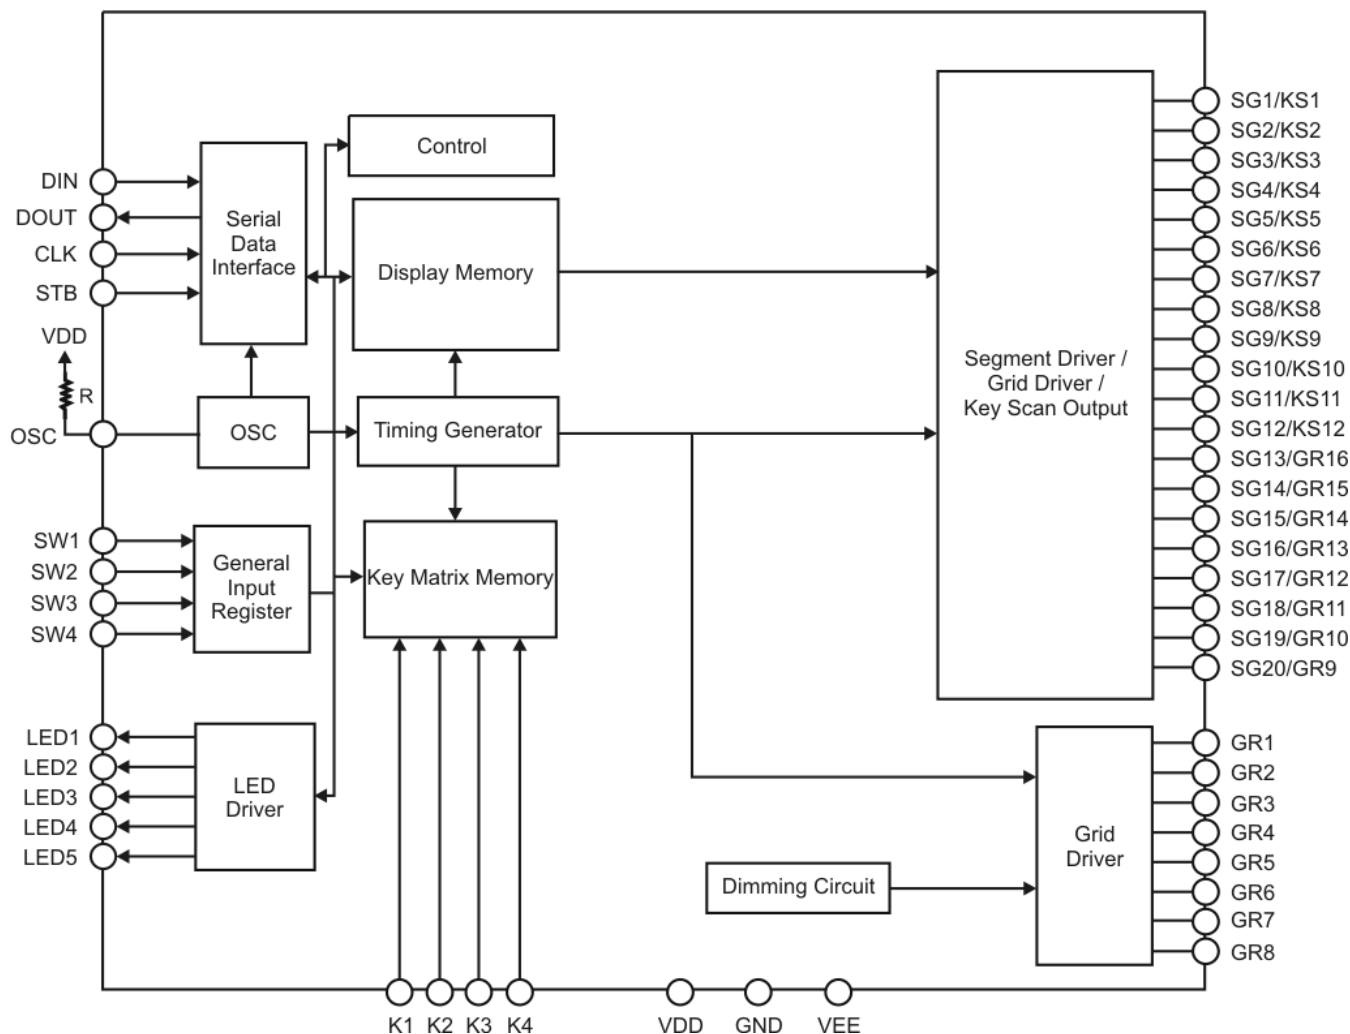 DIN
DOUT
CLK
STB
VDD
R
OSC
SW1
SW2
SW3
SW4
LED1
LED2
LED3
LED4
LED5
Serial
Data
Interface
OSC
General
Input
Register
LED
Driver
Control
Display Memory
Timing Generator
Key Matrix Memory
Segment Driver /
Grid Driver /
Key Scan Output
Dimming Circuit
Grid
Driver
SG1/KS1
SG2/KS2
SG3/KS3
SG4/KS4
SG5/KS5
SG6/KS6
SG7/KS7
SG8/KS8
SG9/KS9
SG10/KS10
SG11/KS11
SG12/KS12
SG13/GR16
SG14/GR15
SG15/GR14
SG16/GR13
SG17/GR12
SG18/GR11
SG19/GR10
SG20/GR9
GR1
GR2
GR3
GR4
GR5
GR6
GR7
GR8
K1 K2 K3 K4 VDD GND VEE